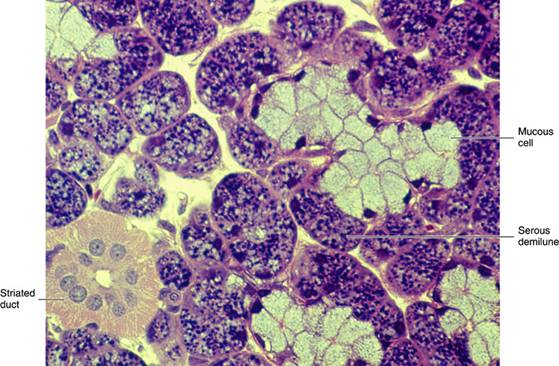 Mucous
cell
Serous
demilune
Striated
duct